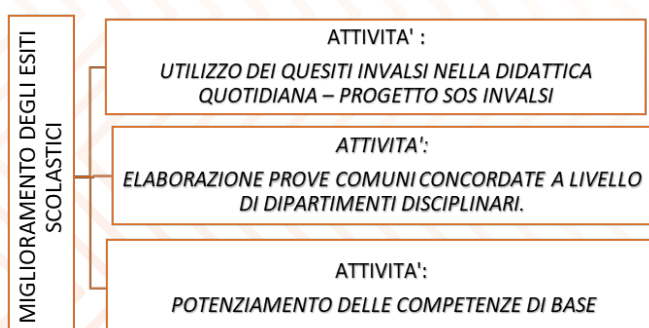 MIGLIORAMENTO DEGLI ESITI
SCOLASTICI
ATTIVITA' :
UTILIZZO DEI QUESITI INVALSI NELLA DIDATTICA
QUOTIDIANA – PROGETTO SOS INVALSI
ATTIVITA':
ELABORAZIONE PROVE COMUNI CONCORDATE A LIVELLO
DI DIPARTIMENTI DISCIPLINARI.
ATTIVITA':
POTENZIAMENTO DELLE COMPETENZE DI BASE